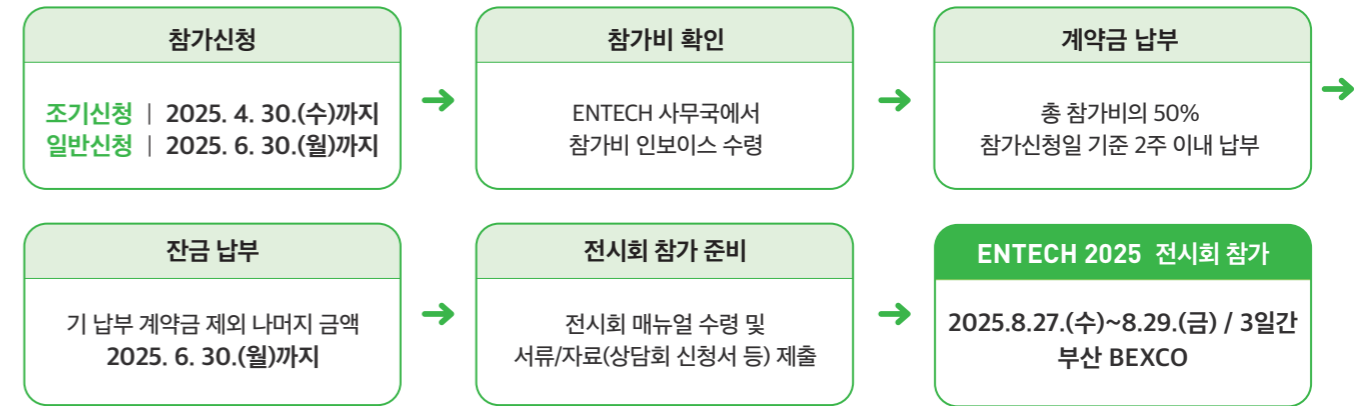 참가신청
조기신청 | 2025. 4. 30.(수)까지
일반신청 | 2025. 6. 30.(월)까지
참가비 확인
ENTECH 사무국에서
참가비 인보이스 수령
계약금 납부
총 참가비의 50%
참가신청일 기준 2주 이내 납부
잔금 납부
기 납부 계약금 제외 나머지 금액
2025. 6. 30.(월)까지
전시회 참가 준비
전시회 매뉴얼 수령 및
서류/자료(상담회 신청서 등) 제출
ENTECH 2025 전시회 참가
2025.8.27.(수)~8.29.(금) / 3일간
부산 BEXCO